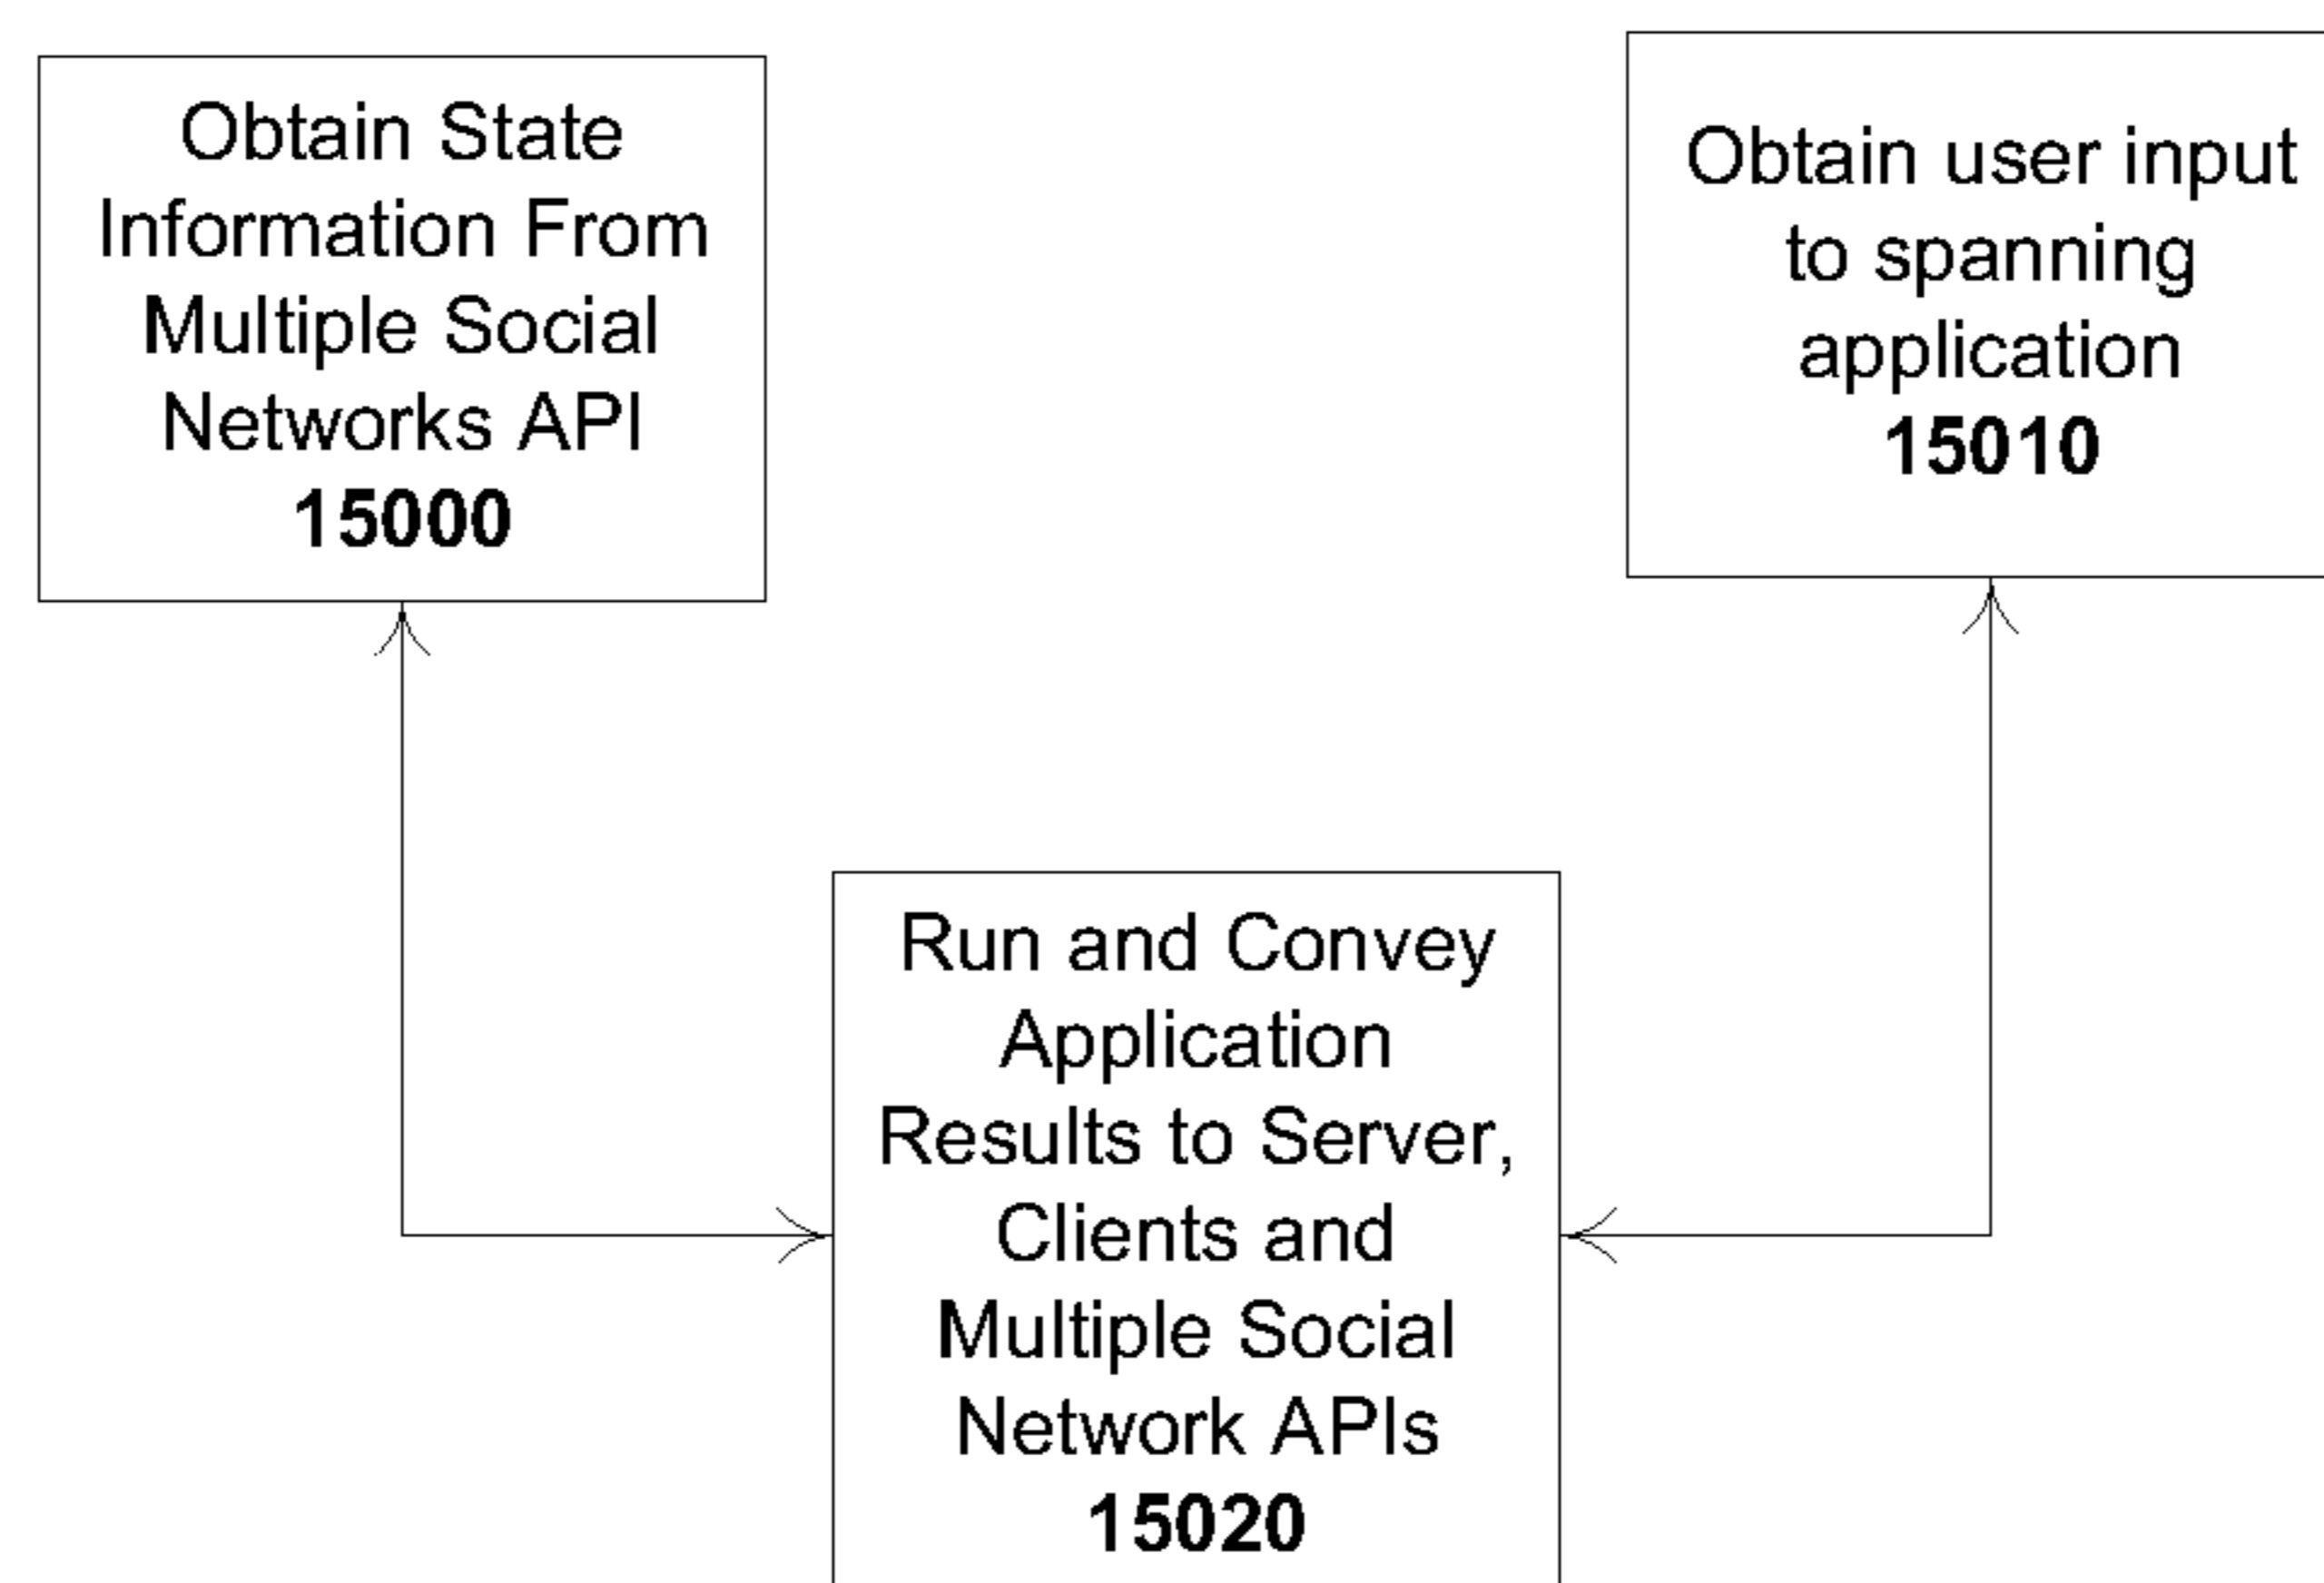 Obtain State
Information From
Multiple Social
Networks API
15000
Obtain user input
to spanning
application
15010
Run and Convey
Application
Results to Server,
Clients and
Multiple Social
Network APIs
15020